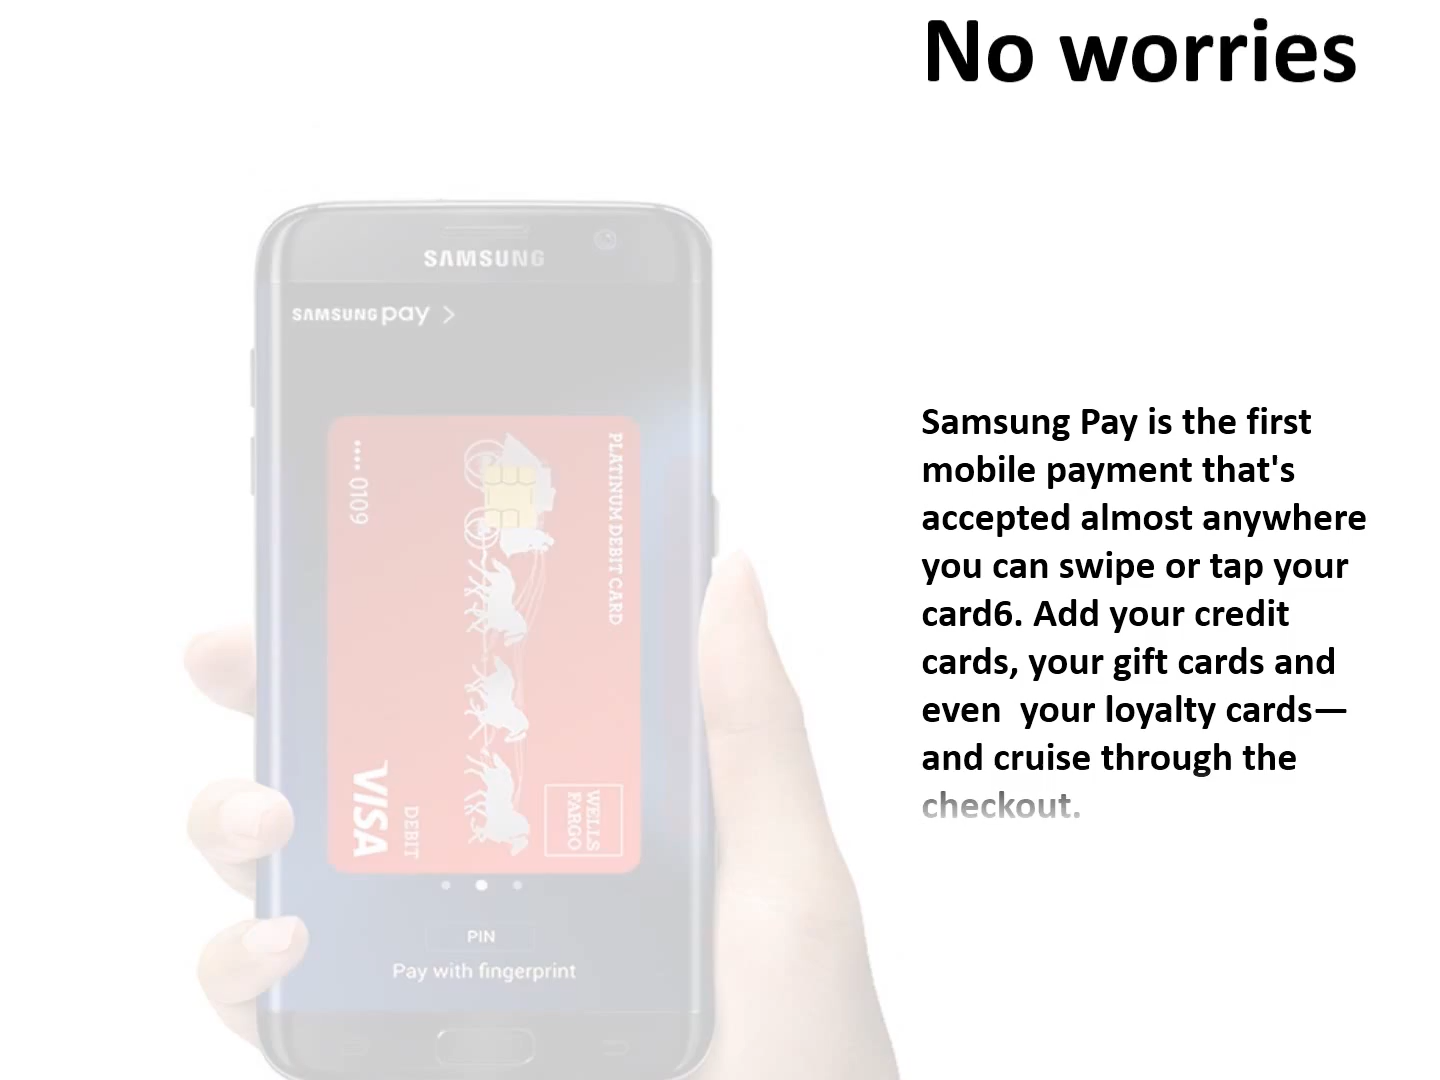 No worries
SAMSUNG
SAMSUNG pay
•••• 0109
PLATINUM DEBIT CARD
VISA
DEBIT
WELLS
FARGO
PIN
Pay with fingerprint
Samsung Pay is the first
mobile payment that's
accepted almost anywhere
you can swipe or tap your
card6. Add your credit
cards, your gift cards and
even  your loyalty cards—
and cruise through the
checkout.